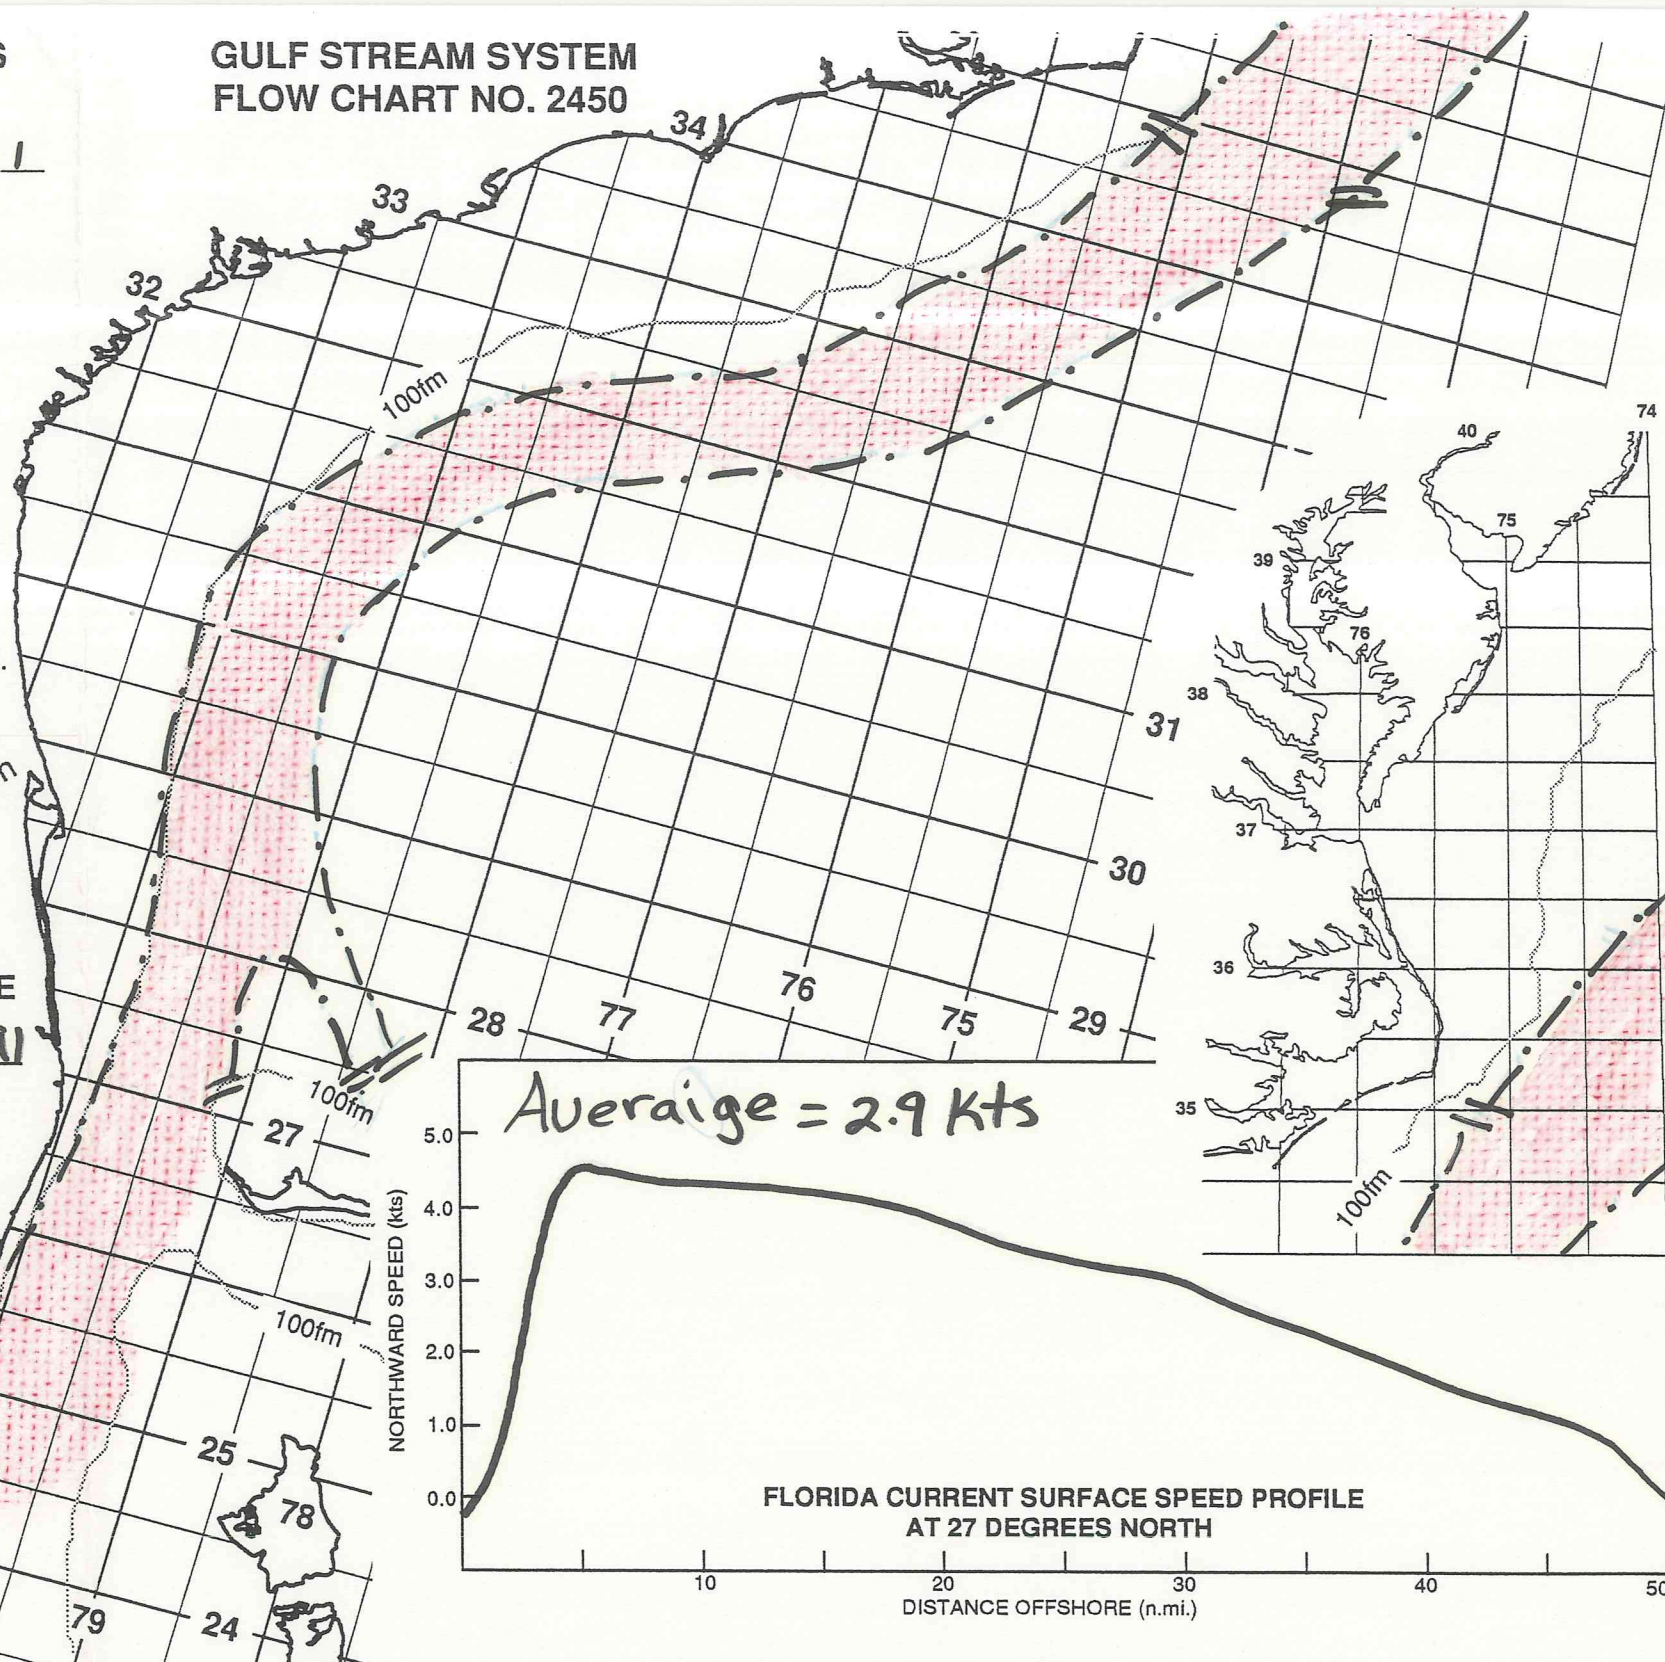 GULF STREAM SYSTEM
FLOW CHART NO. 2450
34
33
32
100fm
31
30
76
77
75
29
28
100fm
27
100fm
25
78
79
24
74
40
75
39
76
38
37
36
35
100fm
Averaige = 2.9 Kts
5.0
4.0
3.0
2.0
1.0
0.0
NORTHWARD SPEED (kts)
FLORIDA CURRENT SURFACE SPEED PROFILE
AT 27 DEGREES NORTH
10 20 30 40 50
DISTANCE OFFSHORE (n.mi.)